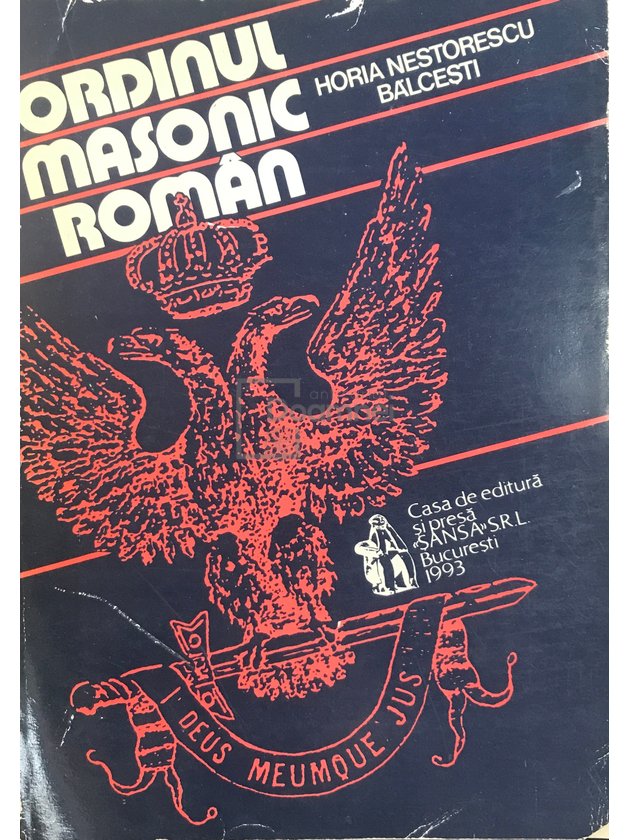 ORDINUL
MASONIC
ROMÂN
HORIA NESTORESCU
BĂLCEȘTI
Casa de editură
și presă
«ȘANSA» S.R.L.
București
1993
DEUS MEUMQUE JUS